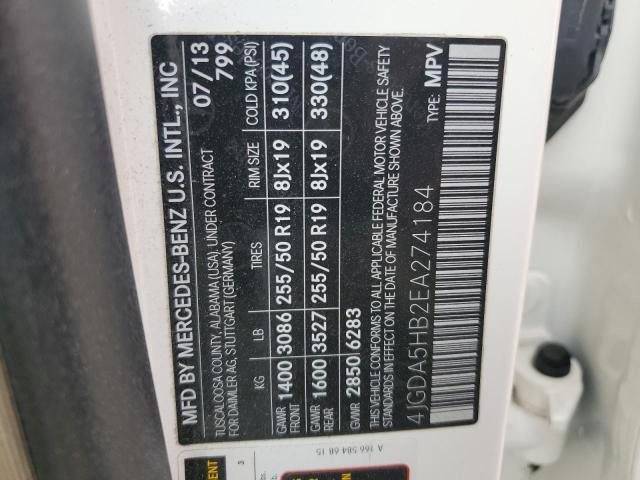 MFD BY MERCEDES-BENZ U.S. INTL., INC
TUSCALOOSA COUNTY, ALABAMA (USA), UNDER CONTRACT 07/13
FOR DAIMLER AG, STUTTGART (GERMANY) 799
KG LB TIRES RIM SIZE COLD KPA (PSI)
GAWR FRONT 1400 3086 255/50 R19 8Jx19 310(45)
GAWR REAR 1600 3527 255/50 R19 8Jx19 330(48)
GVWR 2850 6283
THIS VEHICLE CONFORMS TO ALL APPLICABLE FEDERAL MOTOR VEHICLE SAFETY
STANDARDS IN EFFECT ON THE DATE OF MANUFACTURE SHOWN ABOVE.
4JGDA5HB2EA274184 TYPE: MPV
A 166 584 68 15